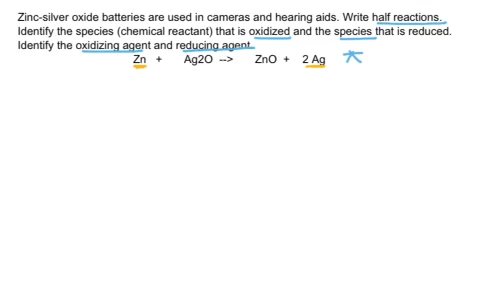 Zinc-silver oxide batteries are used in cameras and hearing aids. Write half reactions.
Identify the species (chemical reactant) that is oxidized and the species that is reduced.
Identify the oxidizing agent and reducing agent.
Zn + Ag2O --> ZnO + 2 Ag